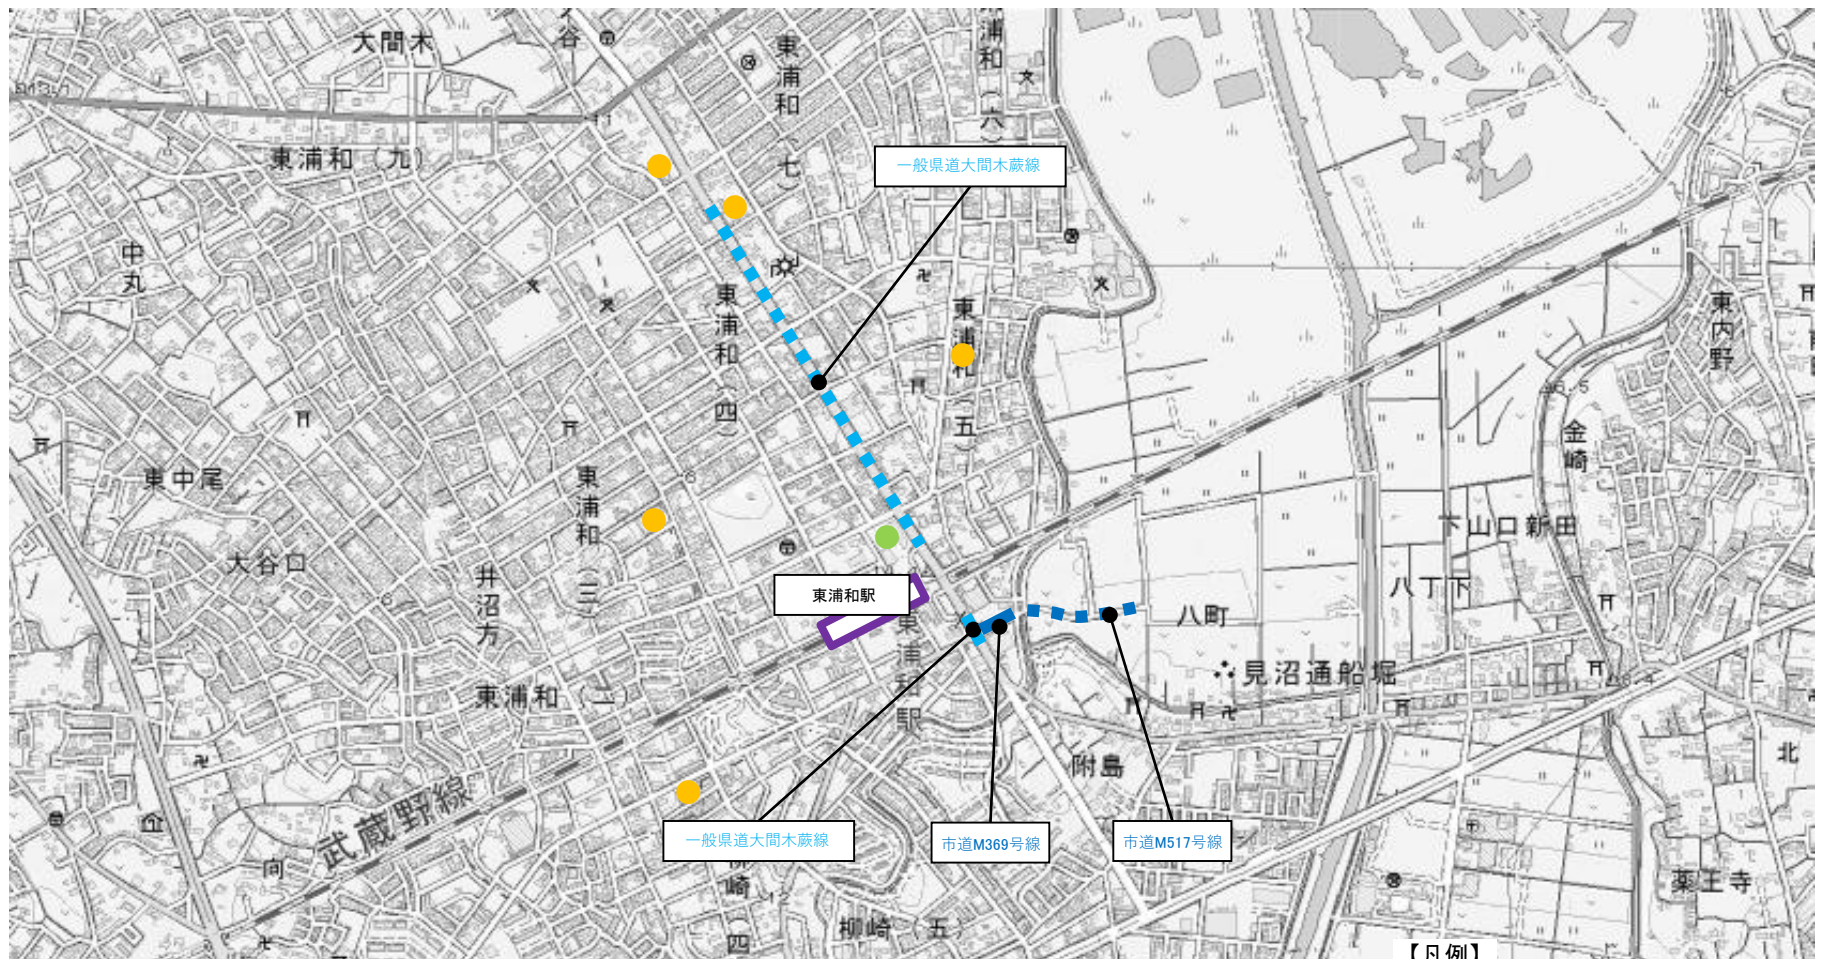 大間木
谷
東浦和(七)
浦和(六)
東浦和(九)
一般県道大間木蕨線
中丸
東浦和(四)
東浦和(五)
東内野
金崎
東中尾
東浦和(三)
大谷口
井沼方
下山口新田
八丁下
東浦和駅
八町
東浦和駅
見沼通船堀
東浦和(二)
附島
北
武蔵野線
一般県道大間木蕨線
市道M369号線
市道M517号線
向
崎
四
柳崎(五)
薬王寺
【凡例】